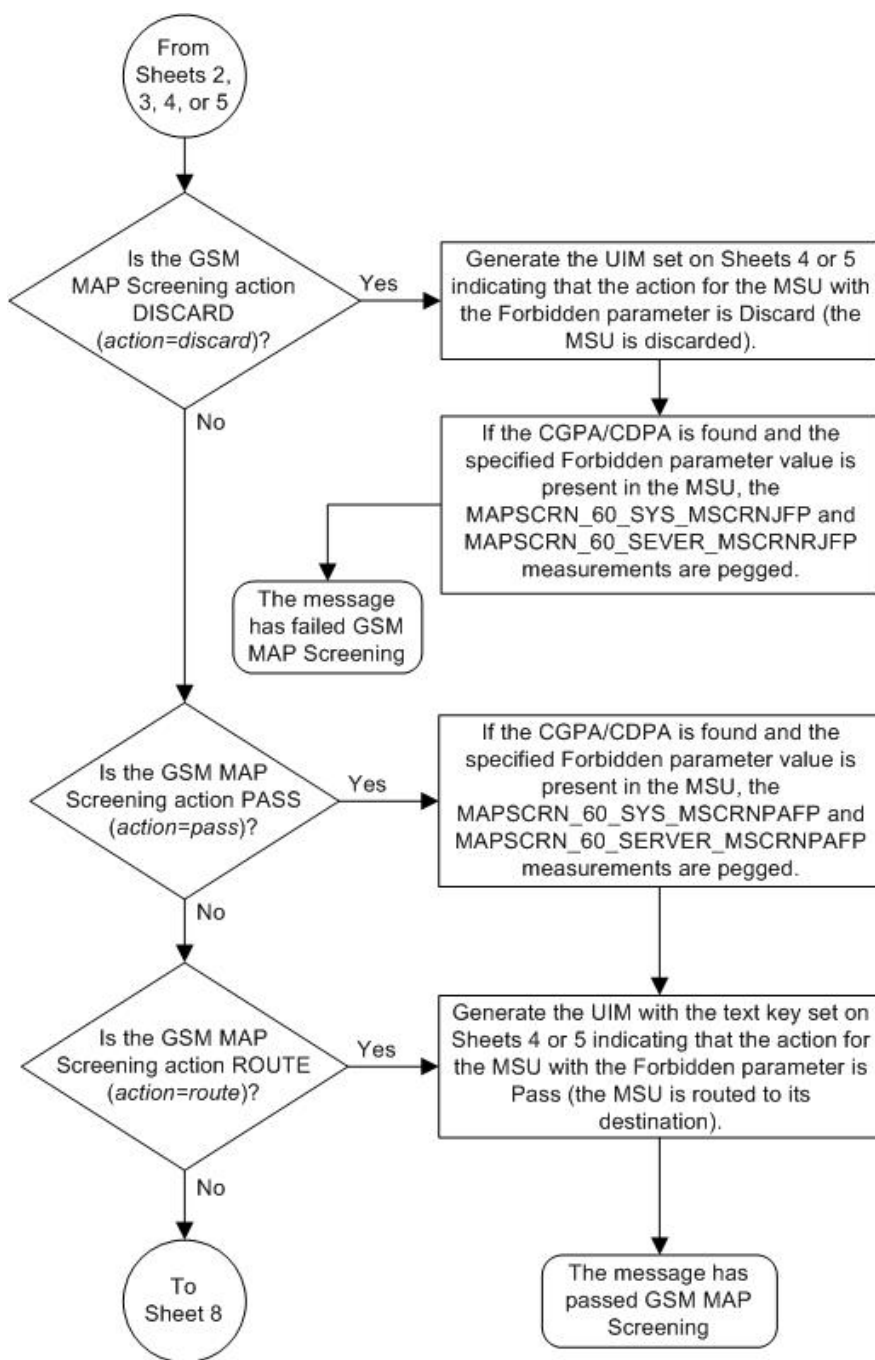 From
Sheets 2,
3, 4, or 5
Is the GSM
MAP Screening action
DISCARD
(action=discard)?
Yes
Generate the UIM set on Sheets 4 or 5
indicating that the action for the MSU with
the Forbidden parameter is Discard (the
MSU is discarded).
No
If the CGPA/CDPA is found and the
specified Forbidden parameter value is
present in the MSU, the
MAPSCRN_60_SYS_MSCRNJFP and
MAPSCRN_60_SEVER_MSCRNRJFP
measurements are pegged.
The message
has failed GSM
MAP Screening
Is the GSM MAP
Screening action PASS
(action=pass)?
Yes
If the CGPA/CDPA is found and the
specified Forbidden parameter value is
present in the MSU, the
MAPSCRN_60_SYS_MSCRNPAFP and
MAPSCRN_60_SERVER_MSCRNPAFP
measurements are pegged.
No
Is the GSM MAP
Screening action ROUTE
(action=route)?
Yes
Generate the UIM with the text key set on
Sheets 4 or 5 indicating that the action for
the MSU with the Forbidden parameter is
Pass (the MSU is routed to its
destination).
No
To
Sheet 8
The message has
passed GSM MAP
Screening